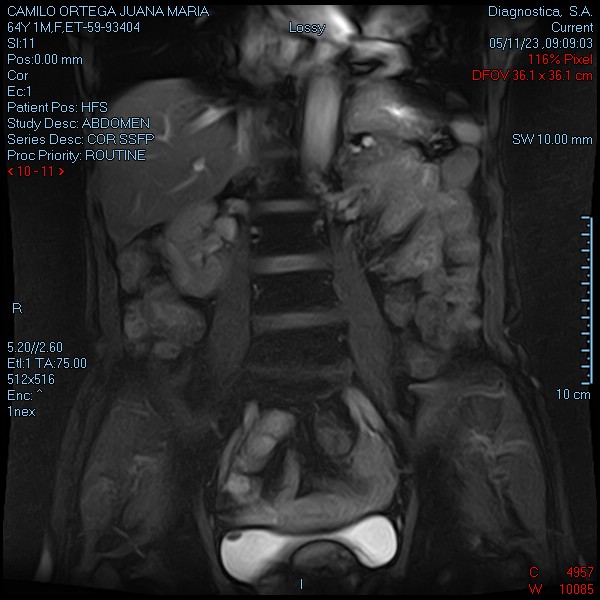 CAMILO ORTEGA JUANA MARIA
64Y 1M,F,ET-59-93404
Sl:11
Pos:0.00 mm
Cor
Ec:1
Patient Pos: HFS
Study Desc: ABDOMEN
Series Desc: COR SSFP
Proc Priority: ROUTINE
< 10 - 11 >
Lossy
Diagnostica, S.A.
Current
05/11/23 ,09:09:03
116% Pixel
DFOV 36.1 x 36.1 cm
SW 10.00 mm
R
5.20//2.60
Etl:1 TA:75.00
512x516
Enc: ^
1nex
10 cm
I
C 4957
W 10085